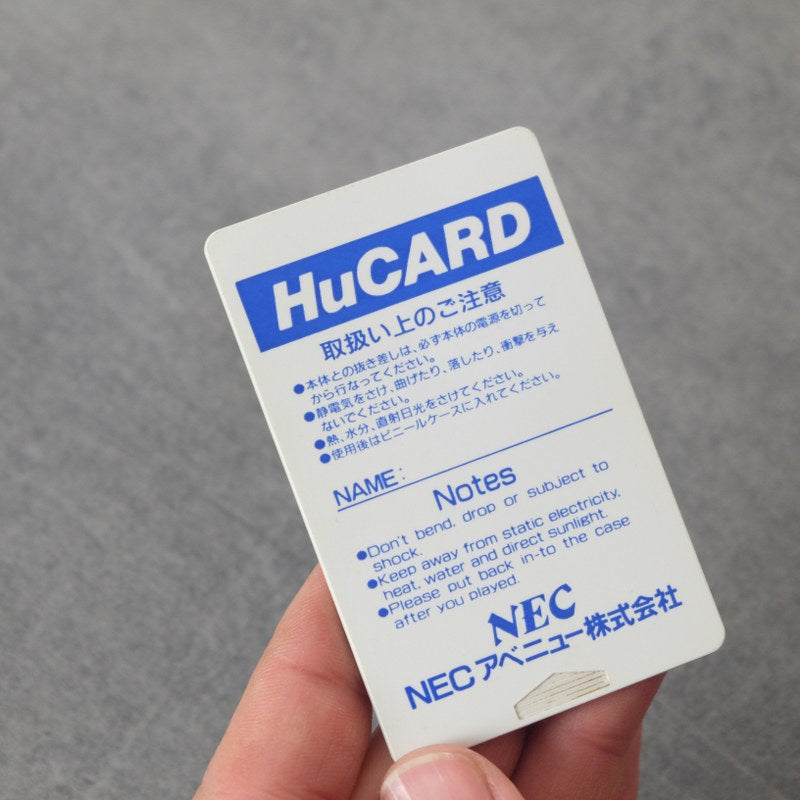 HuCARD
取扱い上のご注意
●本体との抜き差しは、必ず本体の電源を切って
から行なってください。
●静電気をさけ、曲げたり、落したり、衝撃を与え
ないでください。
●熱、水分、直射日光をさけてください。
●使用後はビニールケースに入れてください。
NAME:
Notes
●Don't bend, drop or subject to
shock.
●Keep away from static electricity,
heat, water and direct sunlight.
●Please put back in-to the case
after you played.
NEC
NECアベニュー株式会社